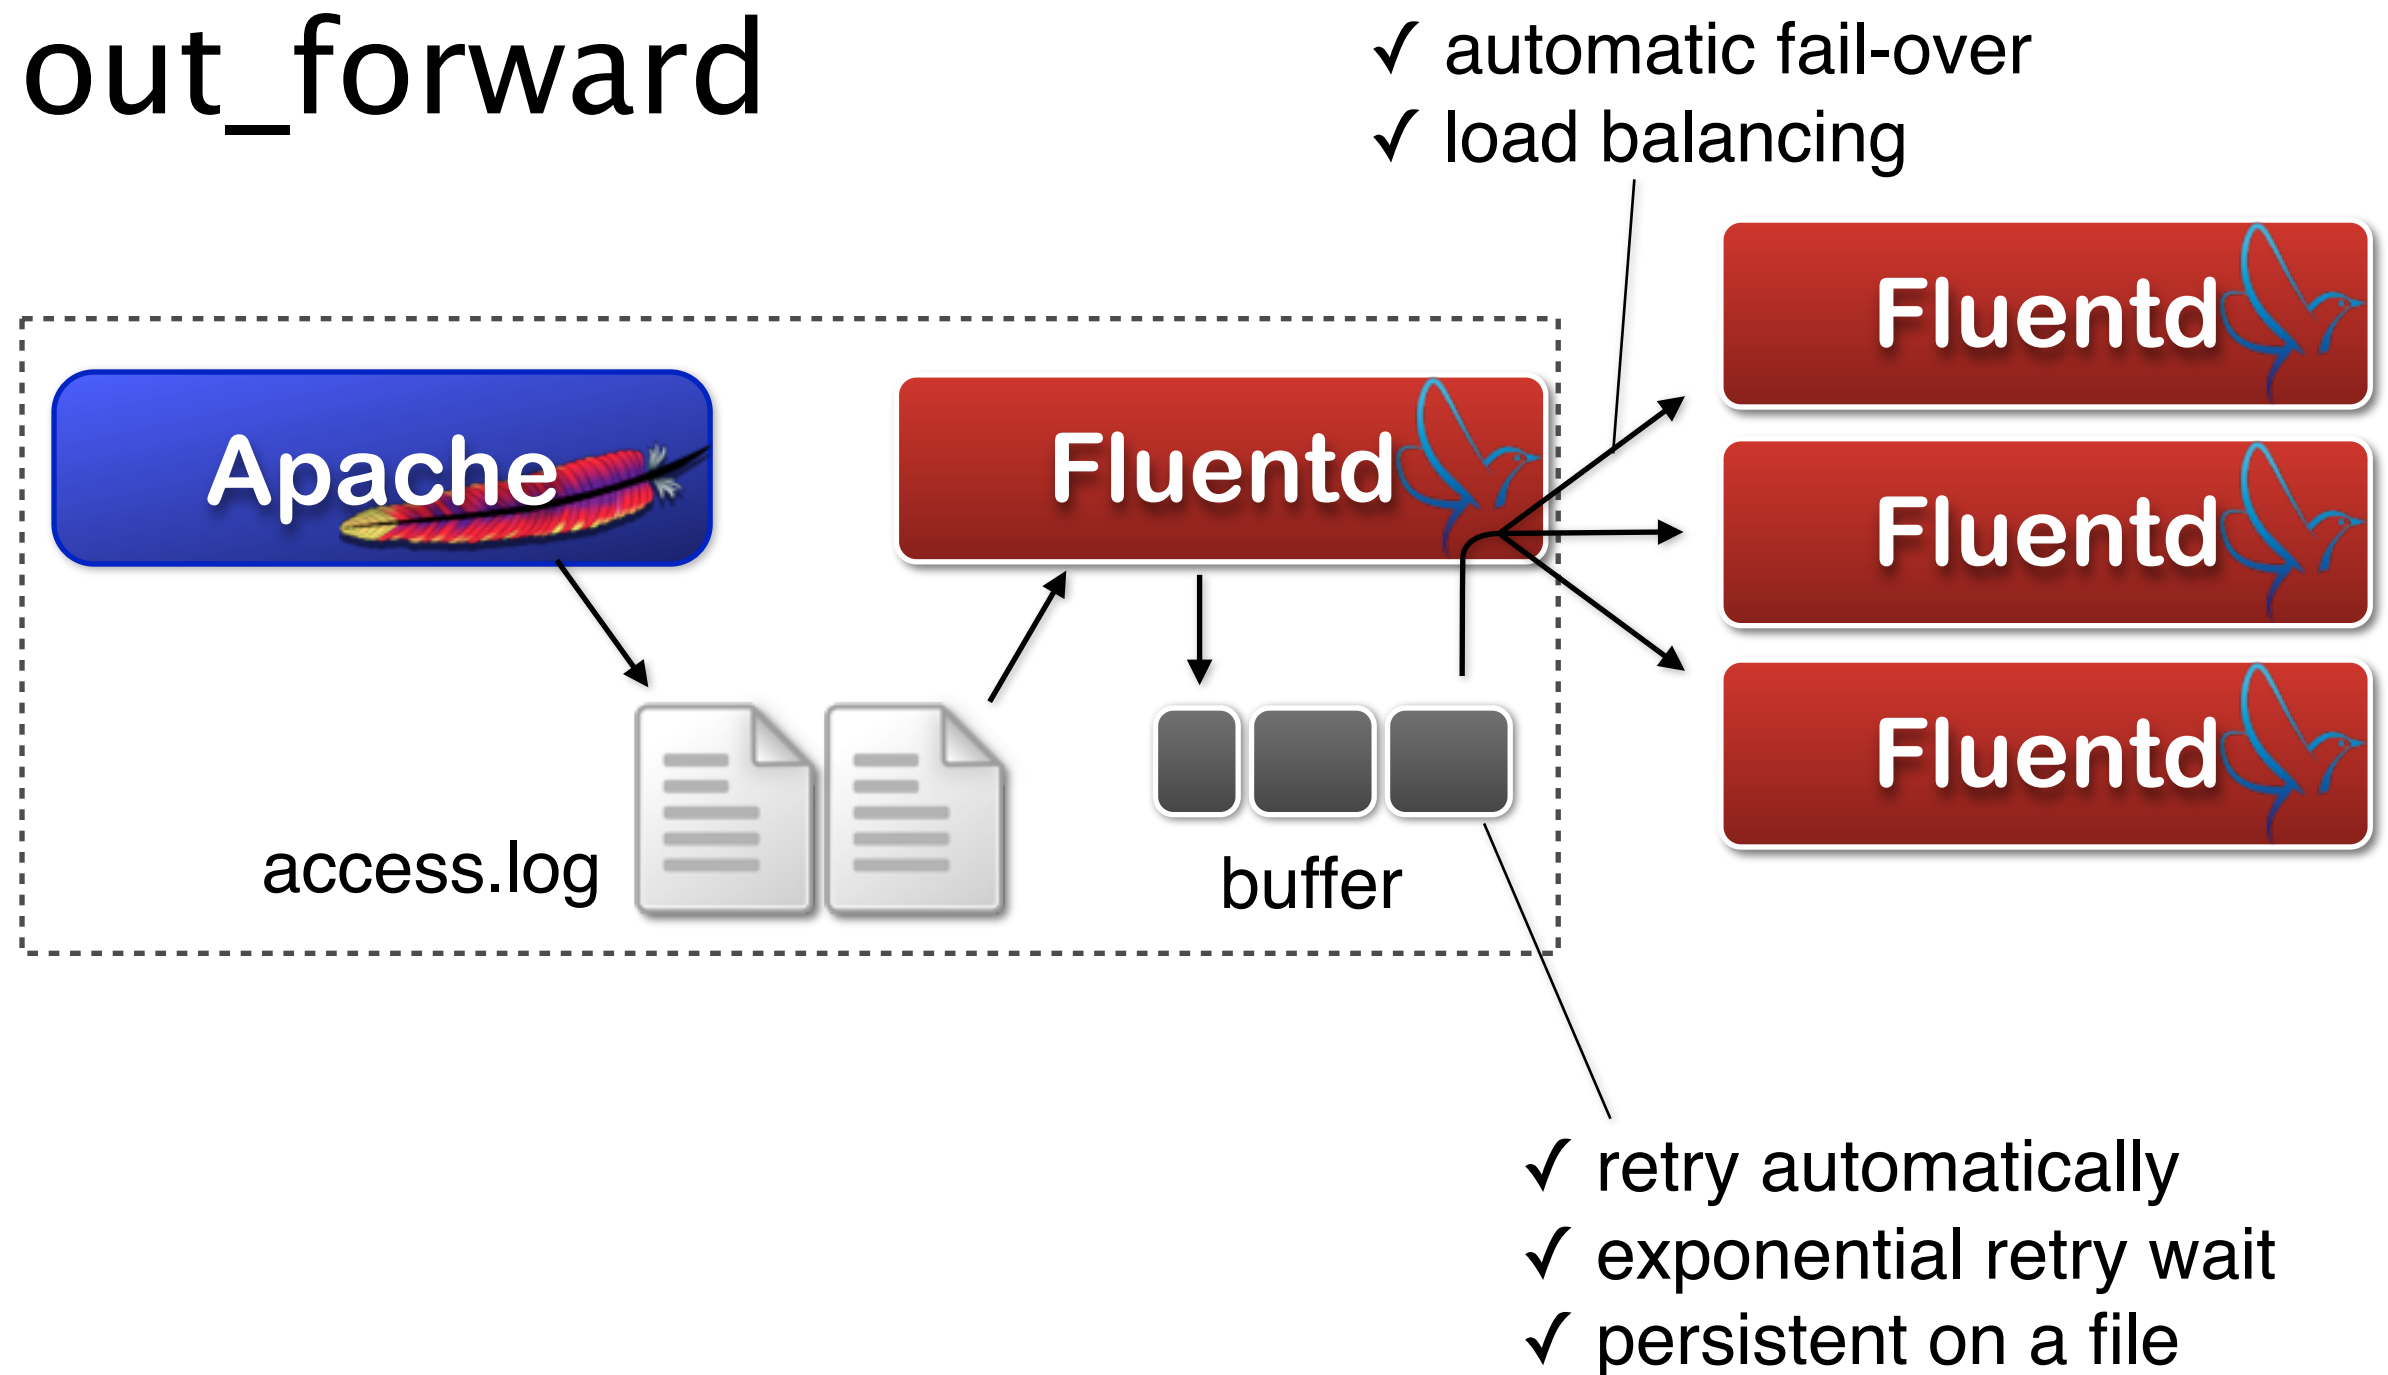 out_forward
✓ automatic fail-over
✓ load balancing
Fluentd
Apache
Fluentd
Fluentd
Fluentd
access.log
buffer
✓ retry automatically
✓ exponential retry wait
✓ persistent on a file